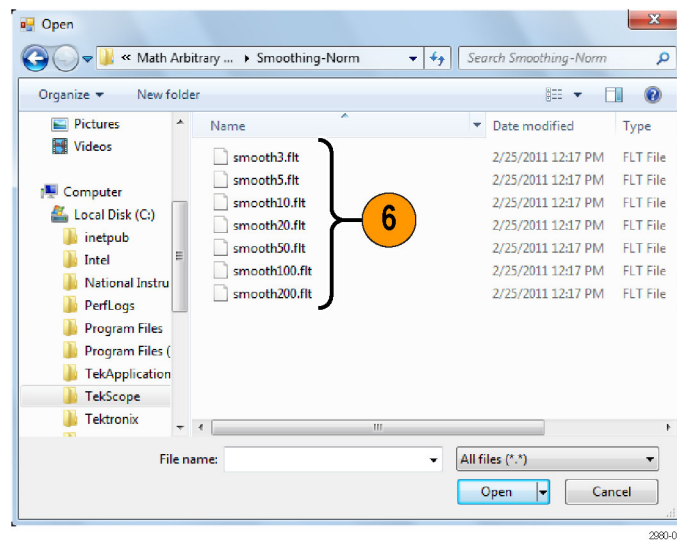 Open
« Math Arbitrary ... ▸ Smoothing-Norm
Search Smoothing-Norm
Organize New folder
Name Date modified Type
Pictures
Videos
Computer
Local Disk (C:)
inetpub
Intel
National Instru
PerfLogs
Program Files
Program Files (
TekApplication
TekScope
Tektronix
smooth3.flt 2/25/2011 12:17 PM FLT File
smooth5.flt 2/25/2011 12:17 PM FLT File
smooth10.flt 2/25/2011 12:17 PM FLT File
smooth20.flt 2/25/2011 12:17 PM FLT File
smooth50.flt 2/25/2011 12:17 PM FLT File
smooth100.flt 2/25/2011 12:17 PM FLT File
smooth200.flt 2/25/2011 12:17 PM FLT File
6
File name: All files (*.*)
Open Cancel
2980-0